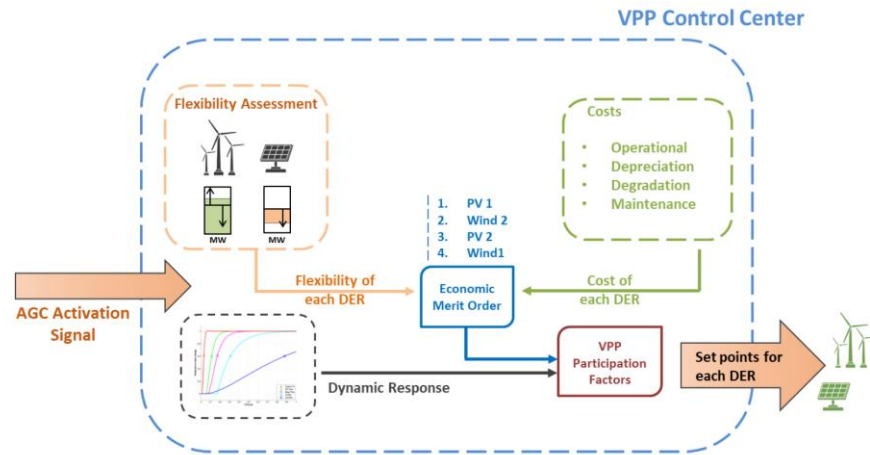 VPP Control Center
Flexibility Assessment
MW
MW
Costs
• Operational
• Depreciation
• Degradation
• Maintenance
1. PV 1
2. Wind 2
3. PV 2
4. Wind1
AGC Activation
Signal
Flexibility of
each DER
Economic
Merit Order
Cost of
each DER
Dynamic Response
VPP
Participation
Factors
Set points for
each DER